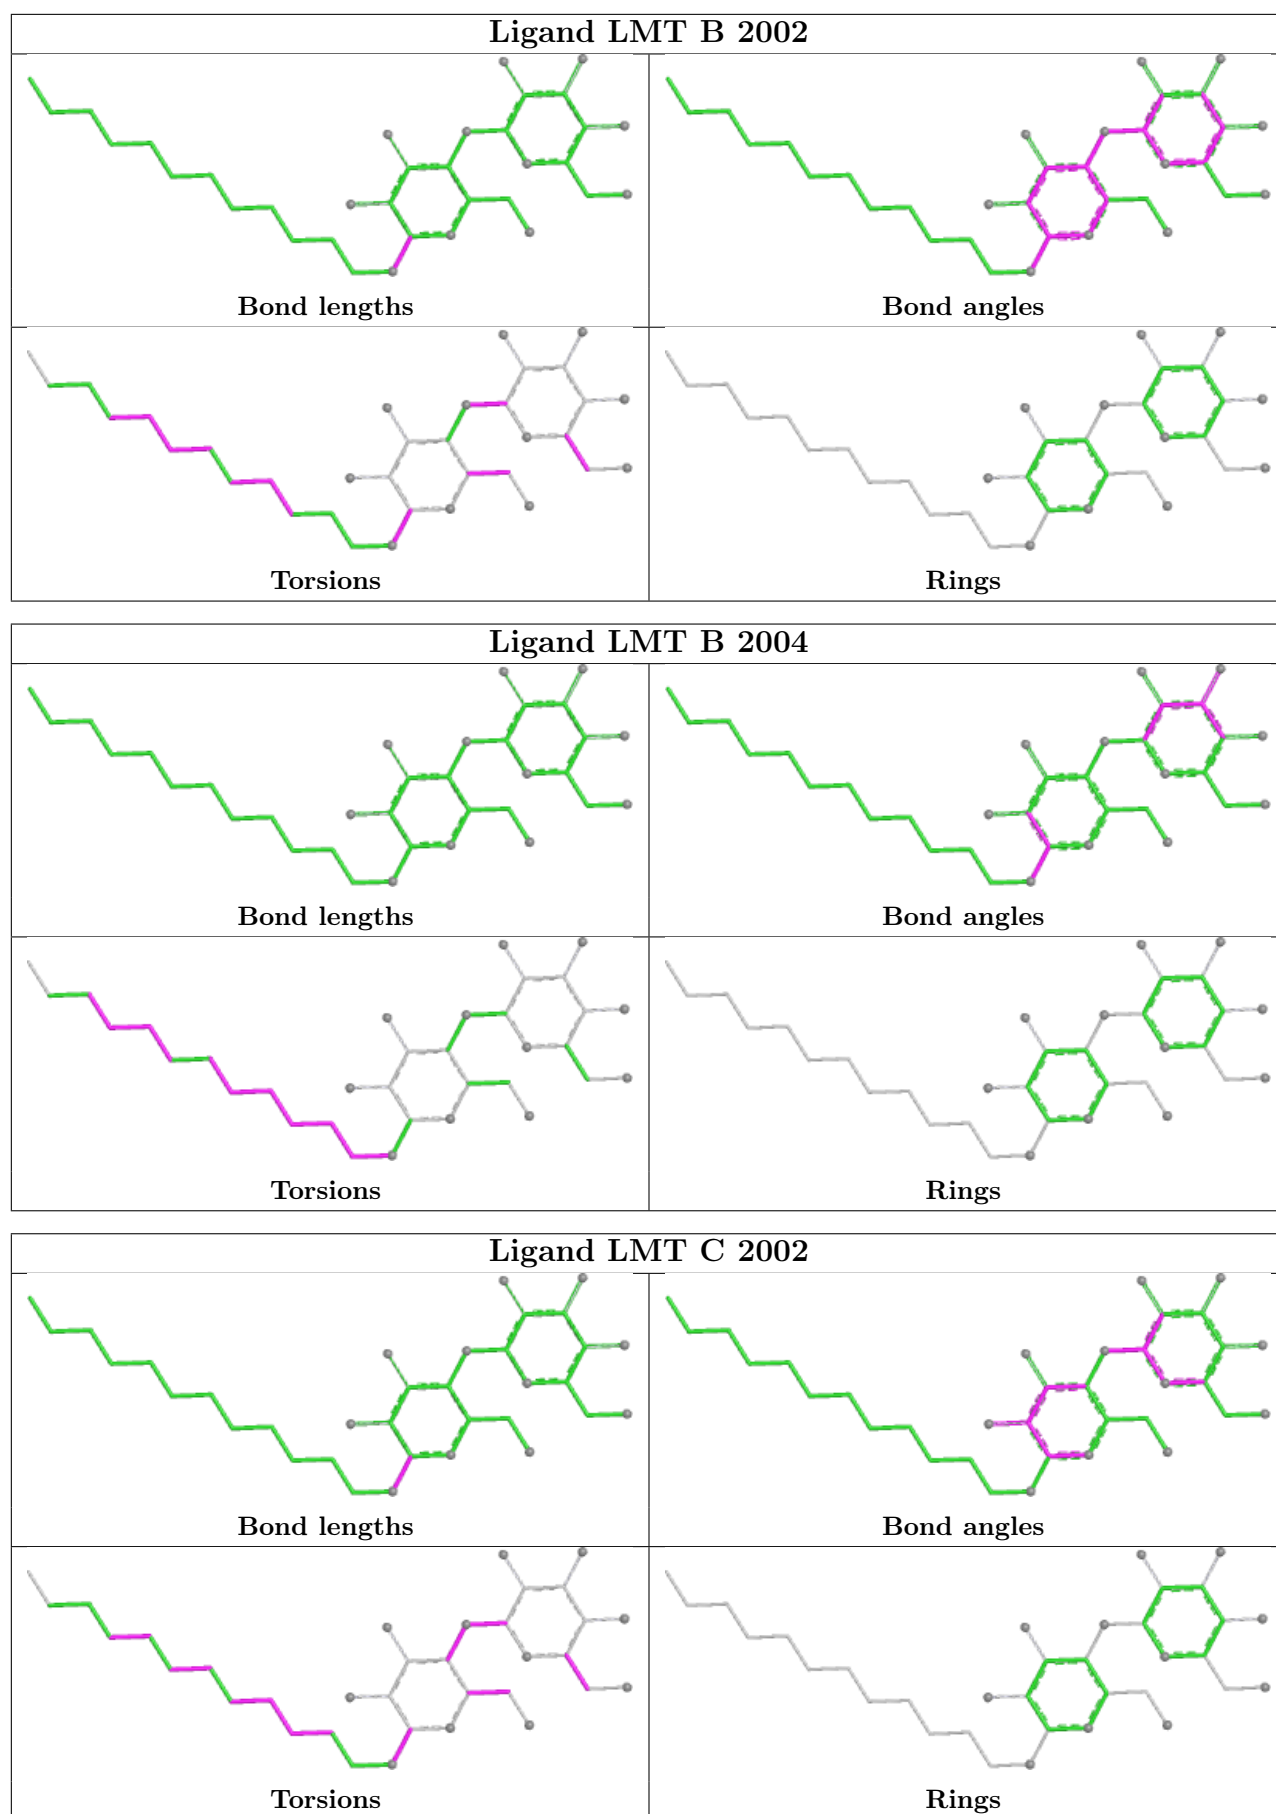 Ligand LMT B 2002
Bond lengths
Bond angles
Torsions
Rings
Ligand LMT B 2004
Bond lengths
Bond angles
Torsions
Rings
Ligand LMT C 2002
Bond lengths
Bond angles
Torsions
Rings